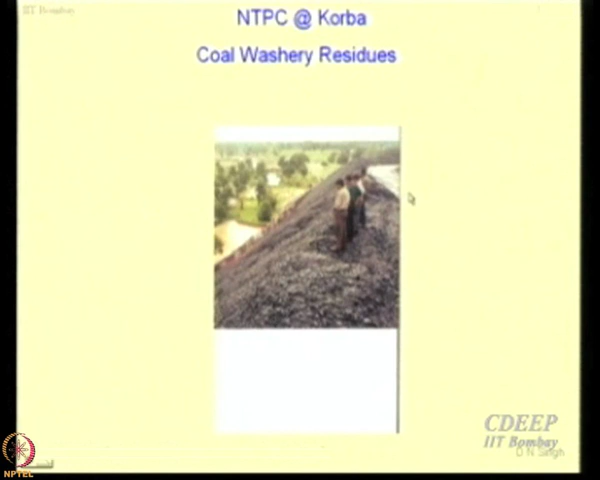 IIT Bombay
NTPC @ Korba
Coal Washery Residues
CDEEP
IIT Bombay
D N Singh
NPTEL